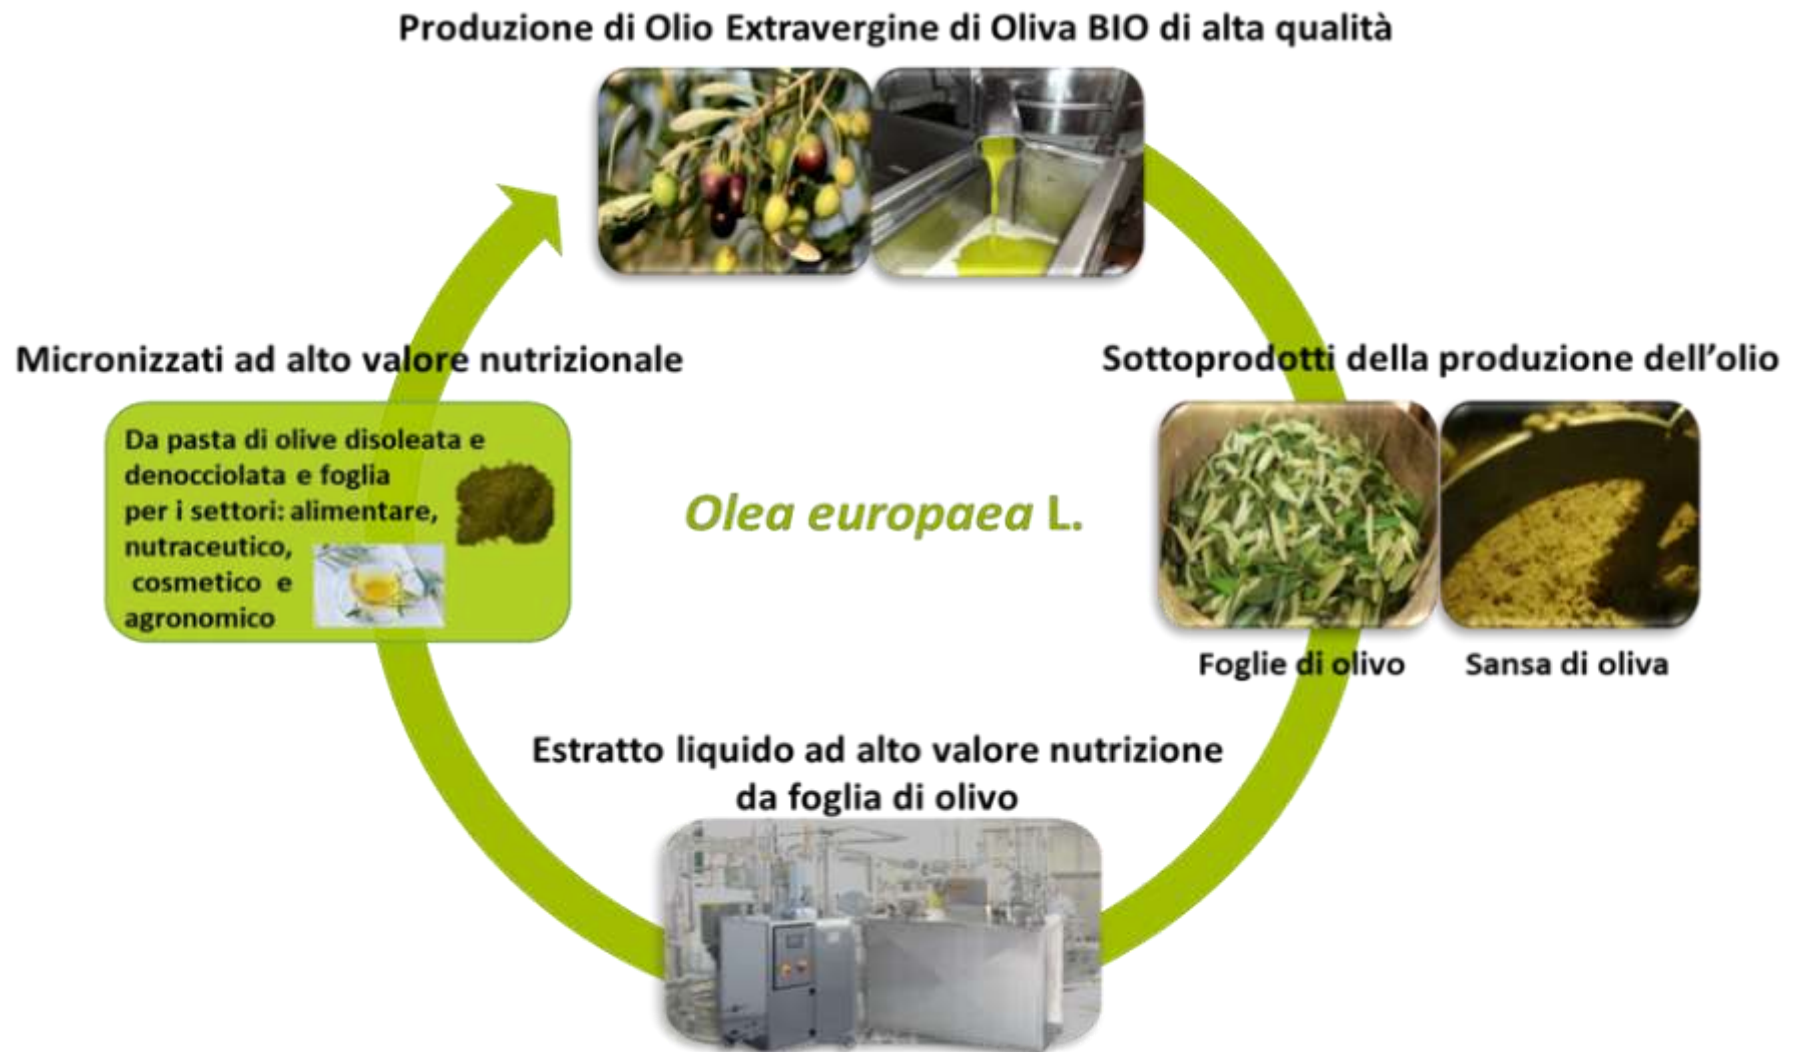 Produzione di Olio Extravergine di Oliva BIO di alta qualità
Micronizzati ad alto valore nutrizionale
Da pasta di olive disoleata e
denocciolata e foglia
per i settori: alimentare,
nutraceutico,
cosmetico e
agronomico
Olea europaea L.
Sottoprodotti della produzione dell’olio
Foglie di olivo
Sansa di oliva
Estratto liquido ad alto valore nutrizione
da foglia di olivo